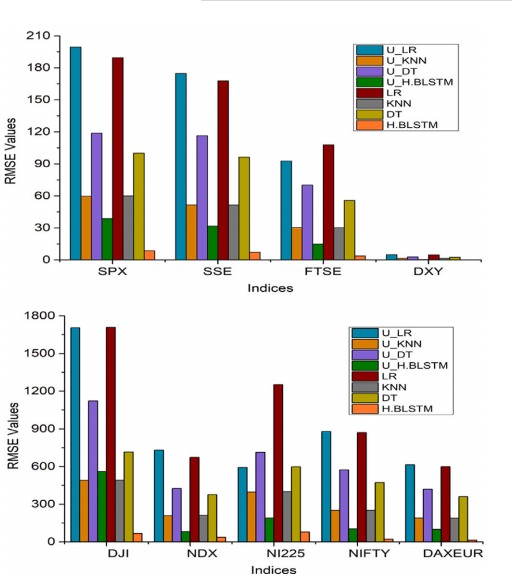 210
180
150
120
90
60
30
0
RMSE Values
U_LR
U_KNN
U_DT
U_H.BLSTM
LR
KNN
DT
H.BLSTM
SPX SSE FTSE DXY
Indices
1800
1500
1200
900
600
300
0
RMSE Values
U_LR
U_KNN
U_DT
U_H.BLSTM
LR
KNN
DT
H.BLSTM
DJI NDX NI225 NIFTY DAXEUR
Indices